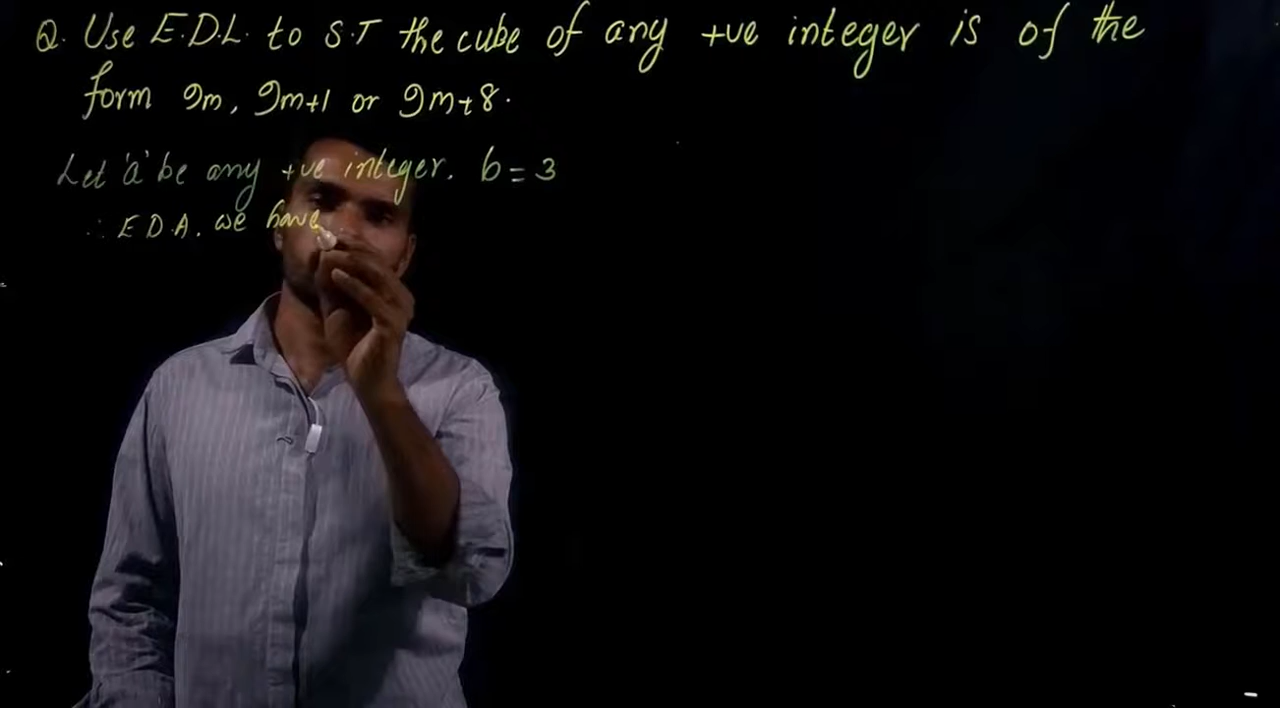 Q. Use E.D.L. to S.T the cube of any +ve integer is of the
form 9m, 9m+1 or 9m+8.
Let 'a' be any +ve integer. b = 3
∴ E D A. we have